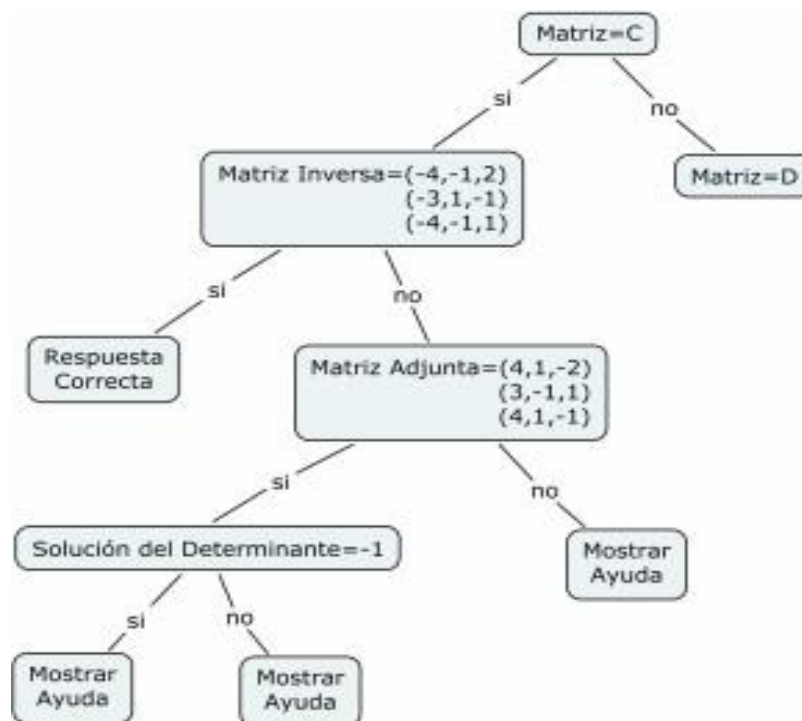 Matriz=C
si
no
Matriz Inversa=(-4,-1,2)
(-3,1,-1)
(-4,-1,1)
Matriz=D
si
no
Respuesta
Correcta
Matriz Adjunta=(4,1,-2)
(3,-1,1)
(4,1,-1)
si
no
Solución del Determinante=-1
Mostrar
Ayuda
si
no
Mostrar
Ayuda
Mostrar
Ayuda